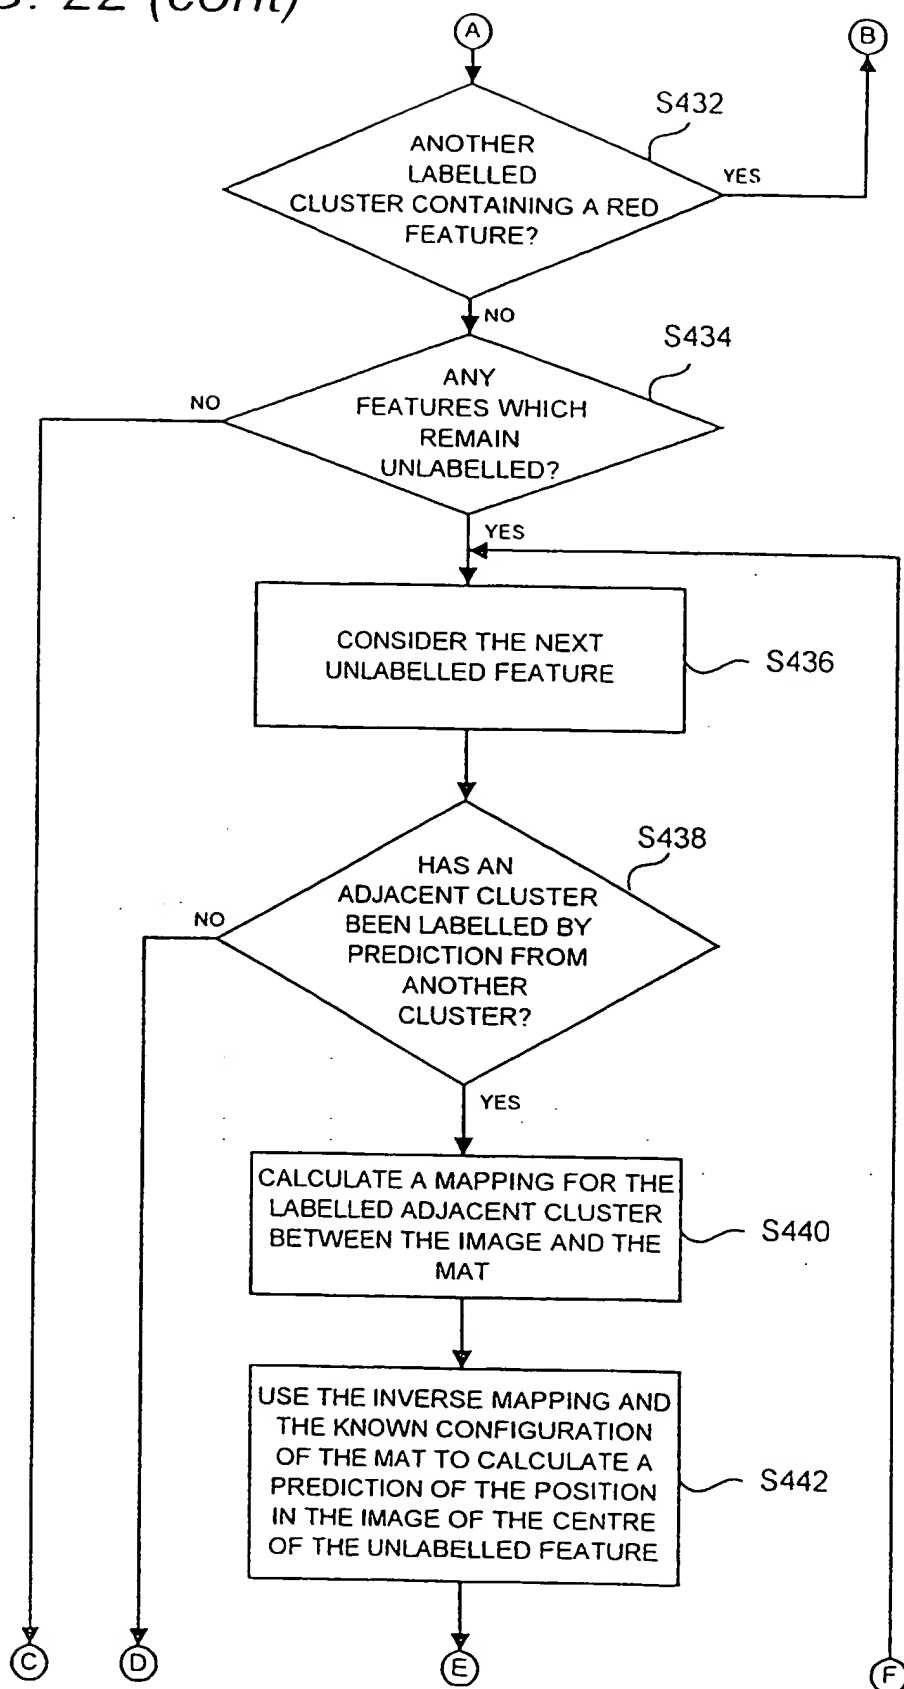 22 (cont)
A
B
S432
ANOTHER
LABELLED
CLUSTER CONTAINING A RED
FEATURE?
YES
NO
S434
ANY
FEATURES WHICH
REMAIN
UNLABELLED?
NO
YES
CONSIDER THE NEXT
UNLABELLED FEATURE
S436
S438
HAS AN
ADJACENT CLUSTER
BEEN LABELLED BY
PREDICTION FROM
ANOTHER
CLUSTER?
NO
YES
CALCULATE A MAPPING FOR THE
LABELLED ADJACENT CLUSTER
BETWEEN THE IMAGE AND THE
MAT
S440
USE THE INVERSE MAPPING AND
THE KNOWN CONFIGURATION
OF THE MAT TO CALCULATE A
PREDICTION OF THE POSITION
IN THE IMAGE OF THE CENTRE
OF THE UNLABELLED FEATURE
S442
C
D
E
F